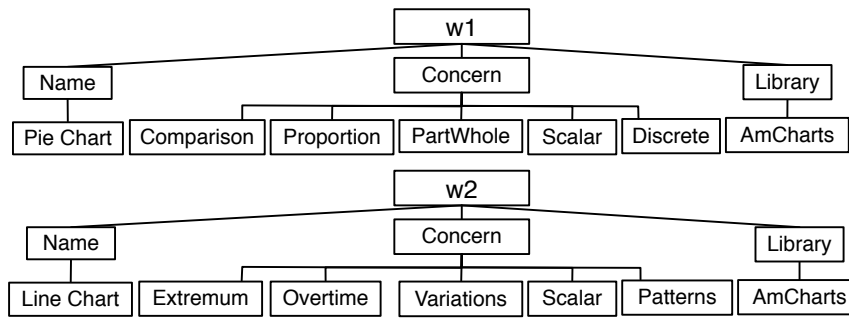 w1
Name
Concern
Library
Pie Chart
Comparison
Proportion
PartWhole
Scalar
Discrete
AmCharts
w2
Name
Concern
Library
Line Chart
Extremum
Overtime
Variations
Scalar
Patterns
AmCharts